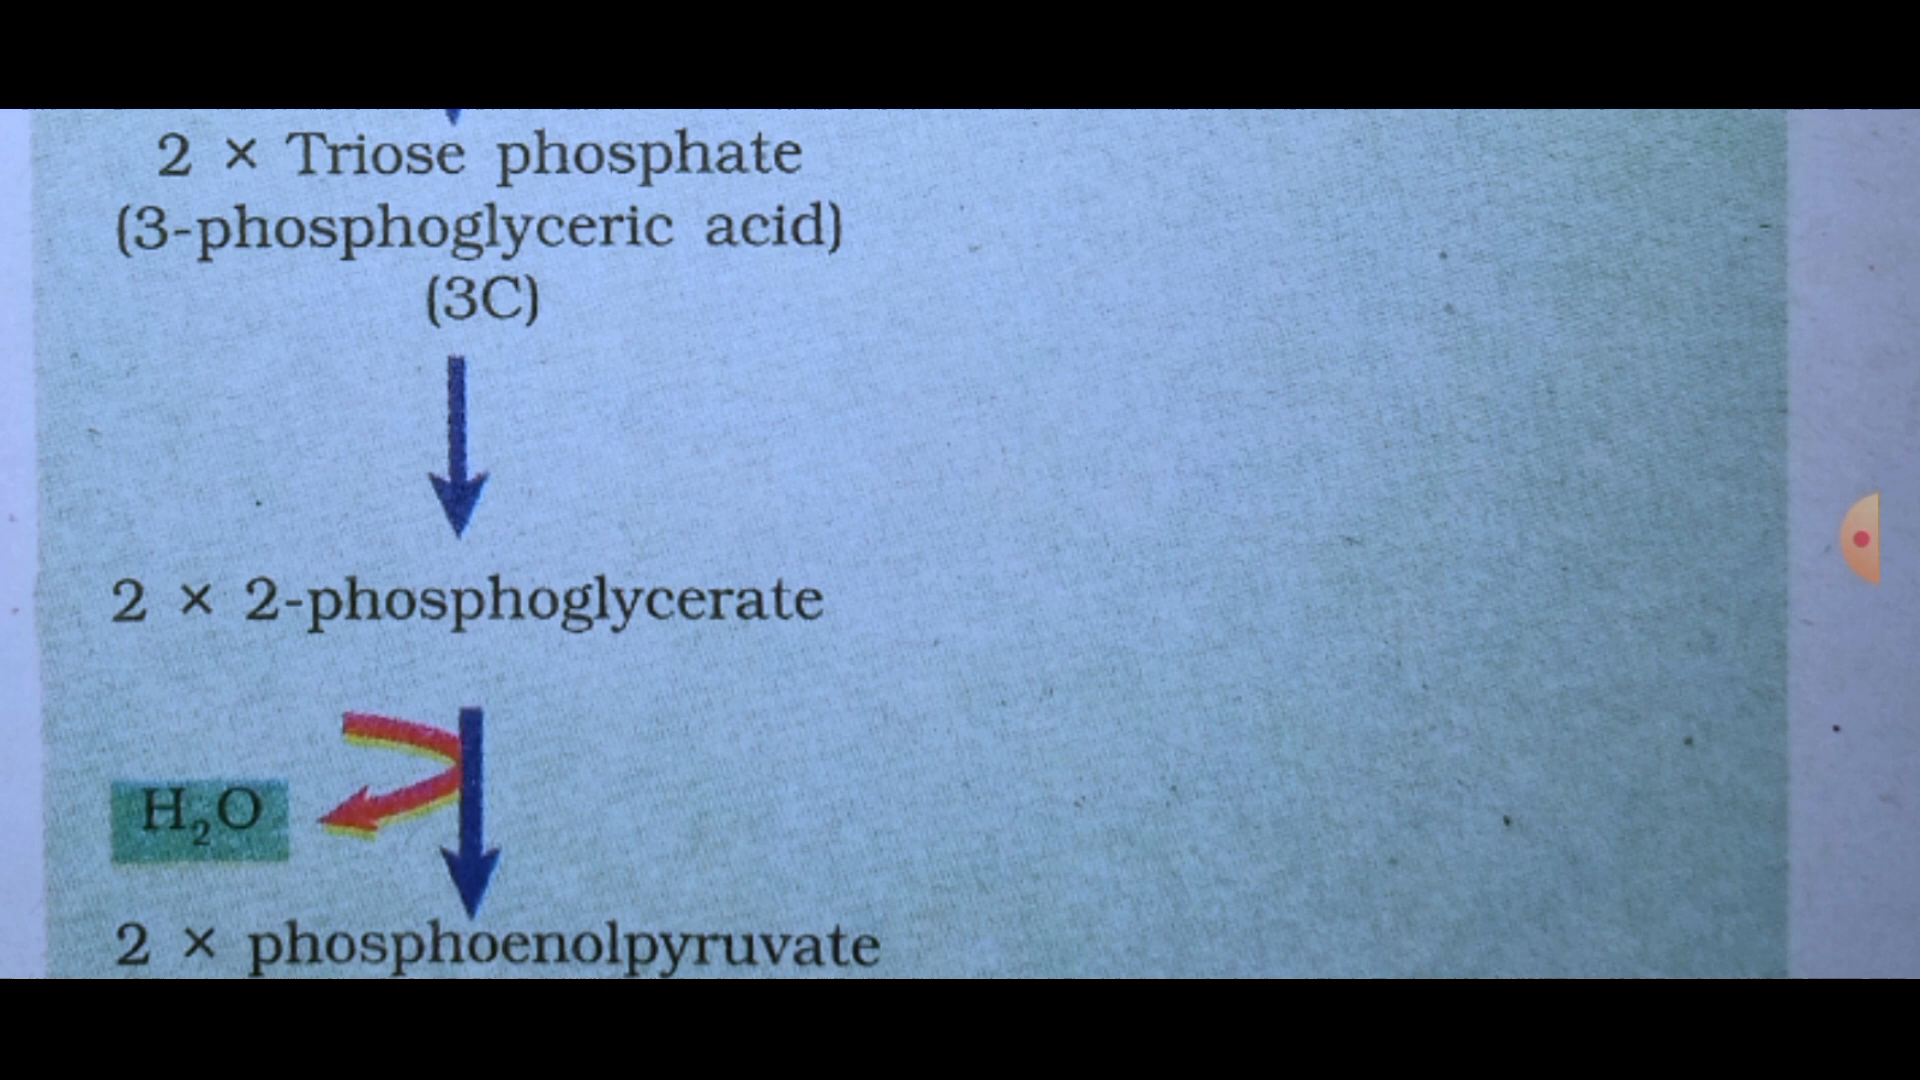 2 × Triose phosphate
(3-phosphoglyceric acid)
(3C)
2 × 2-phosphoglycerate
H₂O
2 × phosphoenolpyruvate